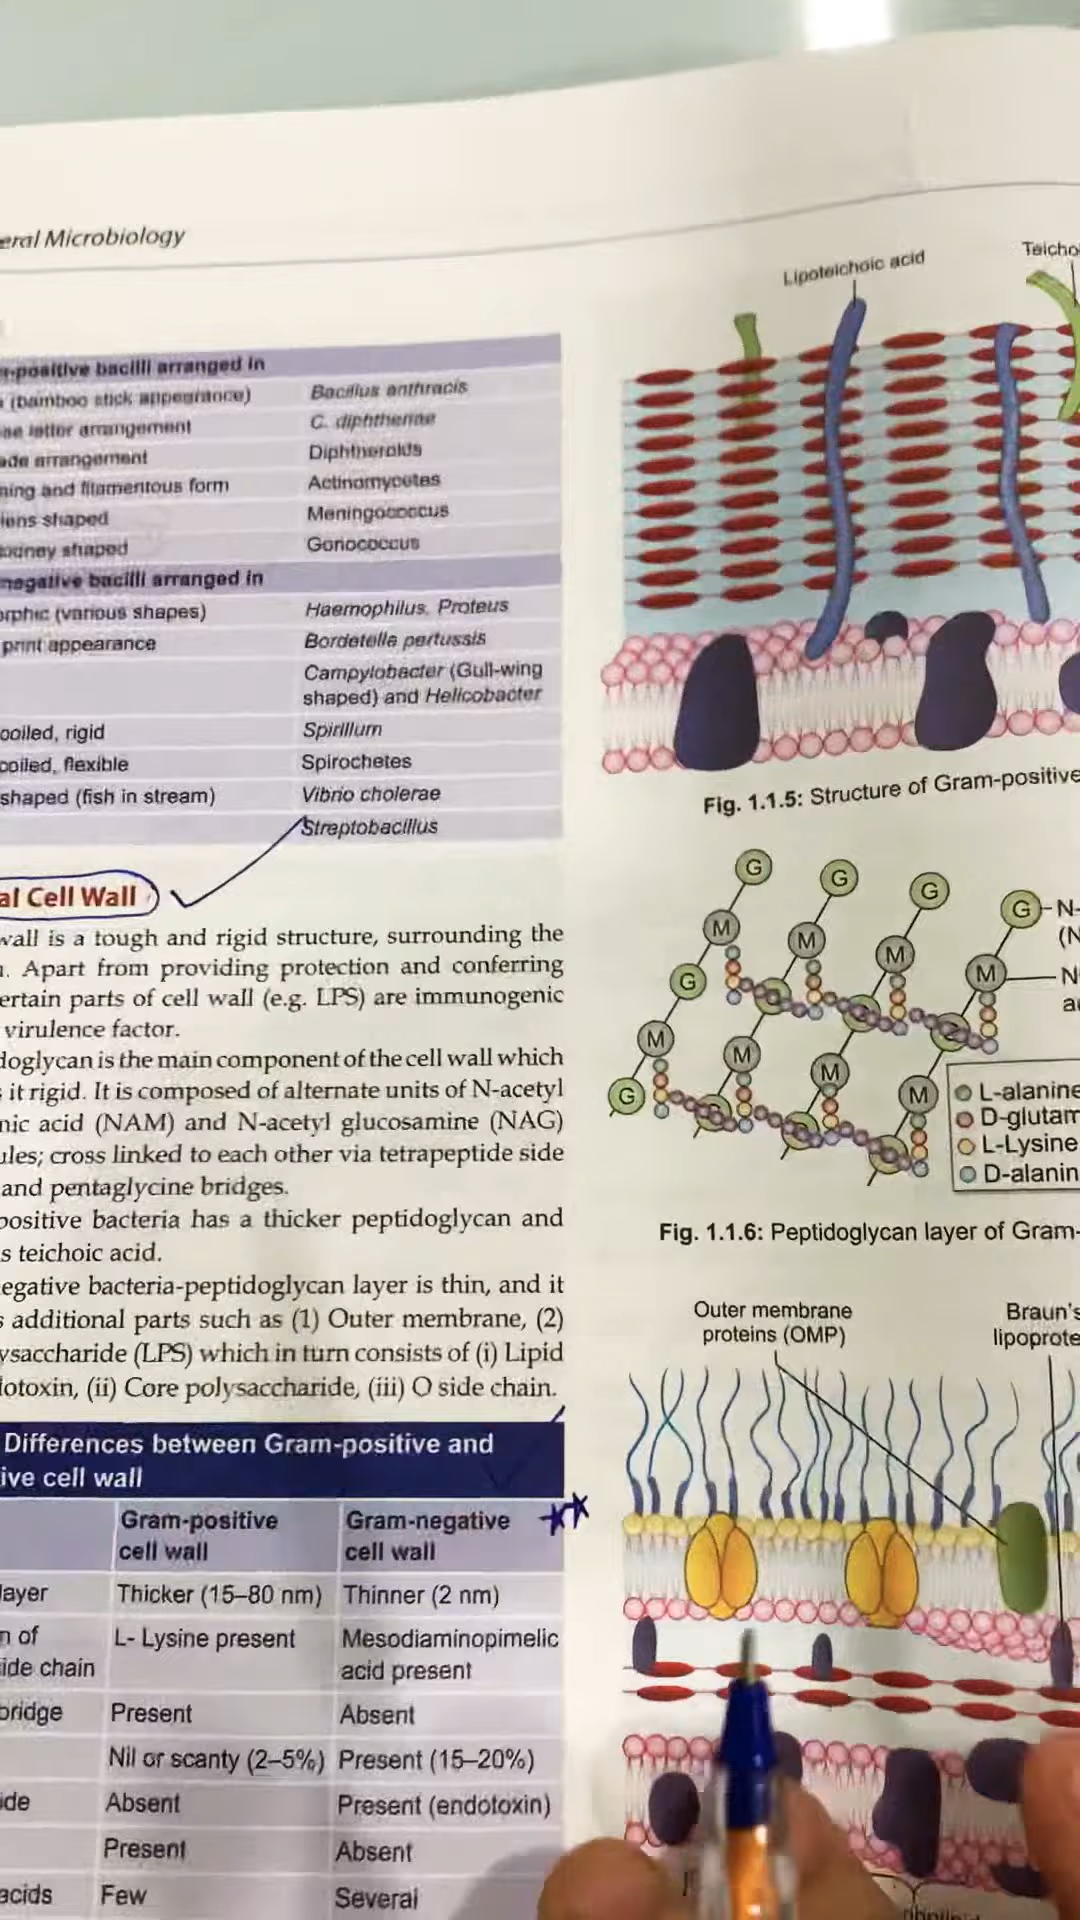 eral Microbiology
-positive bacilli arranged in
(bamboo stick appearance) Bacillus anthracis
letter arrangement C. diphtheriae
ade arrangement Diphtheroids
hing and filamentous form Actinomycetes
lens shaped Meningococcus
kidney shaped Gonococcus
negative bacilli arranged in
orphic (various shapes) Haemophilus, Proteus
print appearance Bordetella pertussis
Campylobacter (Gull-wing
shaped) and Helicobacter
coiled, rigid Spirillum
coiled, flexible Spirochetes
shaped (fish in stream) Vibrio cholerae
Streptobacillus
al Cell Wall
wall is a tough and rigid structure, surrounding the
. Apart from providing protection and conferring
ertain parts of cell wall (e.g. LPS) are immunogenic
virulence factor.
doglycan is the main component of the cell wall which
it rigid. It is composed of alternate units of N-acetyl
nic acid (NAM) and N-acetyl glucosamine (NAG)
ules; cross linked to each other via tetrapeptide side
and pentaglycine bridges.
positive bacteria has a thicker peptidoglycan and
s teichoic acid.
egative bacteria-peptidoglycan layer is thin, and it
s additional parts such as (1) Outer membrane, (2)
ysaccharide (LPS) which in turn consists of (i) Lipid
dotoxin, (ii) Core polysaccharide, (iii) O side chain.
Differences between Gram-positive and
ive cell wall
Gram-positive Gram-negative
cell wall cell wall
layer Thicker (15–80 nm) Thinner (2 nm)
n of L- Lysine present Mesodiaminopimelic
ide chain acid present
bridge Present Absent
Nil or scanty (2–5%) Present (15–20%)
ide Absent Present (endotoxin)
Present Absent
acids Few Several
Lipoteichoic acid Teicho
Fig. 1.1.5: Structure of Gram-positive
G G G G N-
M M M (N
G M N
M M M a
G M
L-alanine
D-glutam
L-Lysine
D-alanin
Fig. 1.1.6: Peptidoglycan layer of Gram-
Outer membrane Braun's
proteins (OMP) lipoprote